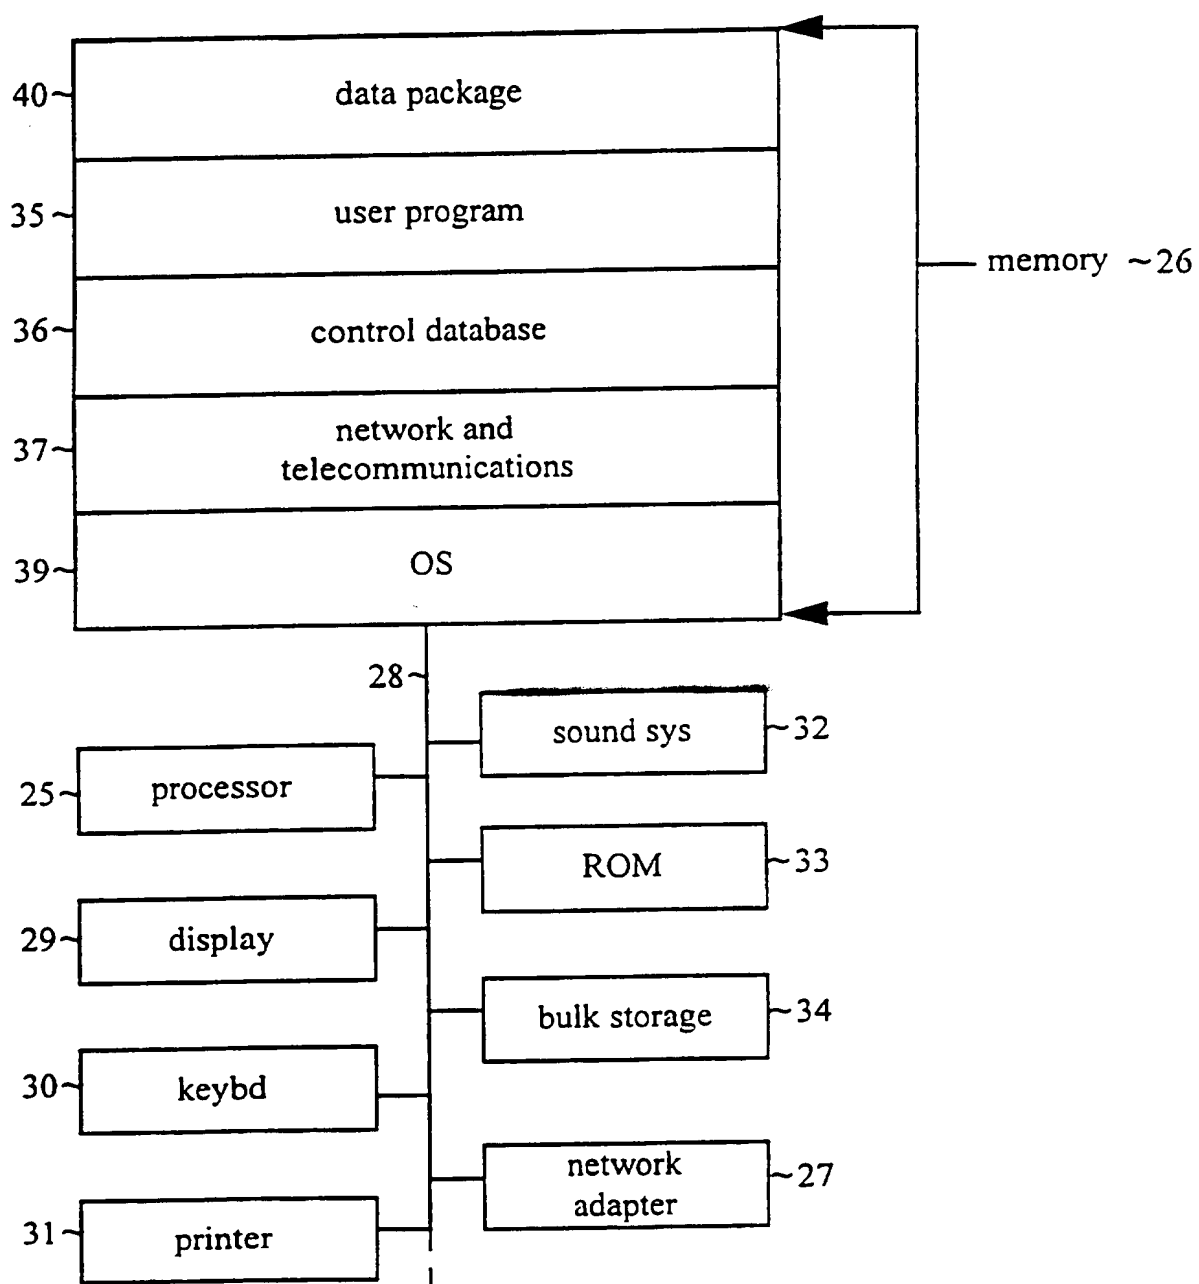 40~ data package
35~ user program
memory ~26
36~ control database
37~ network and
telecommunications
39~ OS
28~
sound sys ~32
25~ processor
ROM ~33
29~ display
bulk storage ~34
30~ keybd
network
adapter ~27
31~ printer